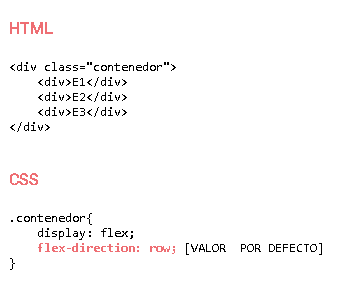 HTML
<div class="contenedor">
    <div>E1</div>
    <div>E2</div>
    <div>E3</div>
</div>
CSS
.contenedor{
    display: flex;
    flex-direction: row; [VALOR  POR DEFECTO]
}